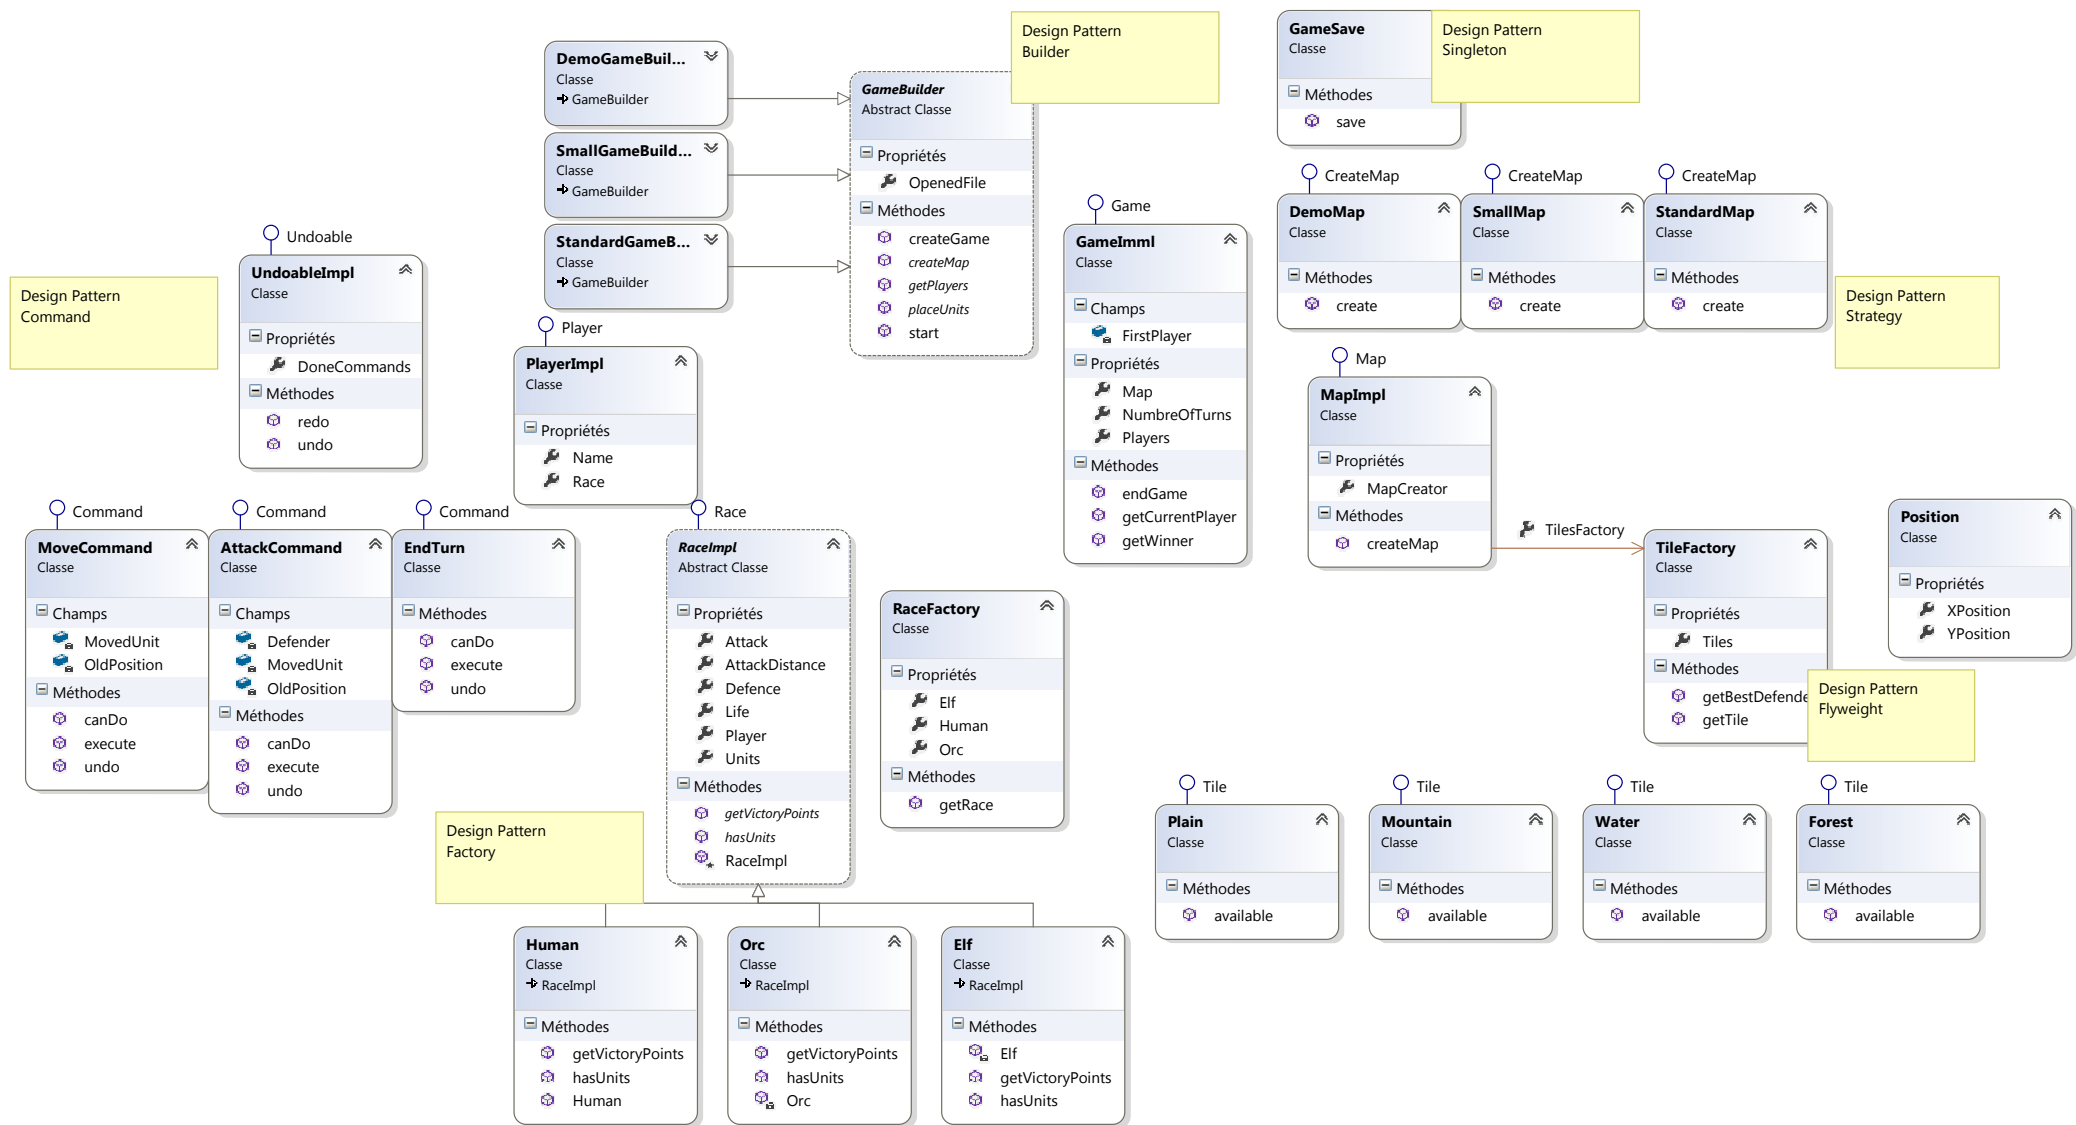 Design Pattern
Command
Undoable
UndoableImpl
Classe
Propriétés
DoneCommands
Méthodes
redo
undo
Command
MoveCommand
Classe
Champs
MovedUnit
OldPosition
Méthodes
canDo
execute
undo
Command
AttackCommand
Classe
Champs
Defender
MovedUnit
OldPosition
Méthodes
canDo
execute
undo
Command
EndTurn
Classe
Méthodes
canDo
execute
undo
DemoGameBuil...
Classe
GameBuilder
SmallGameBuild...
Classe
GameBuilder
StandardGameB...
Classe
GameBuilder
Design Pattern
Builder
GameBuilder
Abstract Classe
Propriétés
OpenedFile
Méthodes
createGame
createMap
getPlayers
placeUnits
start
Player
PlayerImpl
Classe
Propriétés
Name
Race
Race
RaceImpl
Abstract Classe
Propriétés
Attack
AttackDistance
Defence
Life
Player
Units
Méthodes
getVictoryPoints
hasUnits
RaceImpl
Design Pattern
Factory
RaceFactory
Classe
Propriétés
Elf
Human
Orc
Méthodes
getRace
Human
Classe
RaceImpl
Méthodes
getVictoryPoints
hasUnits
Human
Orc
Classe
RaceImpl
Méthodes
getVictoryPoints
hasUnits
Orc
Elf
Classe
RaceImpl
Méthodes
Elf
getVictoryPoints
hasUnits
Game
GameImml
Classe
Champs
FirstPlayer
Propriétés
Map
NumbreOfTurns
Players
Méthodes
endGame
getCurrentPlayer
getWinner
GameSave
Classe
Méthodes
save
Design Pattern
Singleton
CreateMap
DemoMap
Classe
Méthodes
create
CreateMap
SmallMap
Classe
Méthodes
create
CreateMap
StandardMap
Classe
Méthodes
create
Design Pattern
Strategy
Map
MapImpl
Classe
Propriétés
MapCreator
Méthodes
createMap
TilesFactory
TileFactory
Classe
Propriétés
Tiles
Méthodes
getBestDefende
getTile
Design Pattern
Flyweight
Position
Classe
Propriétés
XPosition
YPosition
Tile
Plain
Classe
Méthodes
available
Tile
Mountain
Classe
Méthodes
available
Tile
Water
Classe
Méthodes
available
Tile
Forest
Classe
Méthodes
available